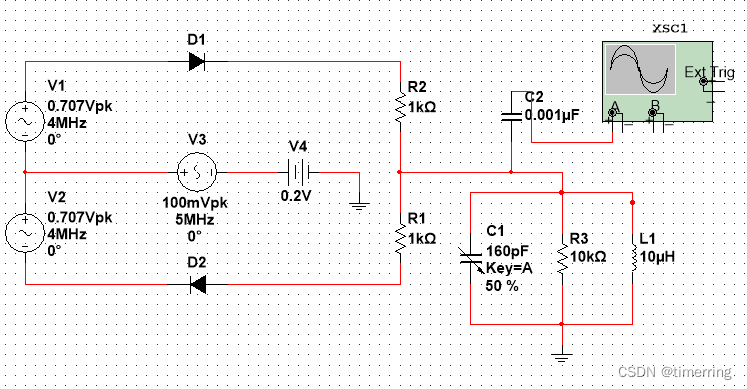 XSC1
D1
Ext Trig
V1
R2
C2
A
B
0.707Vpk
4MHz
0°
1kΩ
0.001µF
V3
V4
100mVpk
5MHz
0°
0.2V
V2
0.707Vpk
4MHz
0°
R1
1kΩ
D2
C1
160pF
Key=A
50 %
R3
10kΩ
L1
10µH
CSDN @timerring